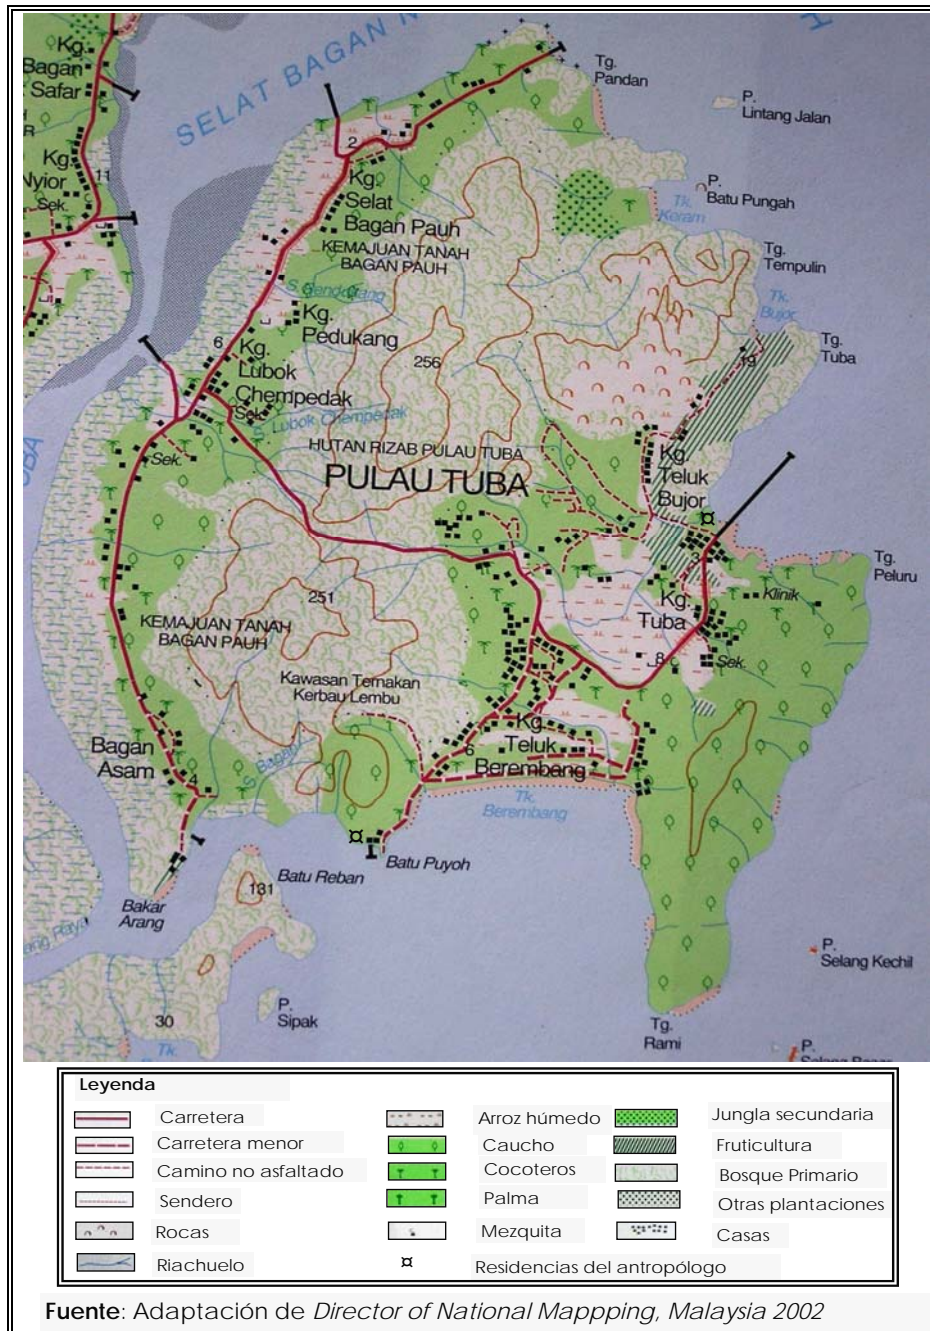 Kg.
Bagan
Safar
Kg.
Nyior
Sek.
11
SELAT BAGAN N
H
Tg.
Pandan
P.
Lintang Jalan
2
Kg.
Selat
Bagan Pauh
KEMAJUAN TANAH
BAGAN PAUH
P.
Batu Pungah
Tk.
Keram
Tg.
Tempulin
Tk.
Bujor
Tg.
Tuba
19
Kg.
Pedukang
256
6
Kg.
Lubok
Chempedak
Sek.
S. Lubok Chempedak
Sek.
UBA
HUTAN RIZAB PULAU TUBA
PULAU TUBA
Kg.
Teluk
Bujor
3
Tg.
Peluru
Klinik
Kg.
Tuba
8
Sek.
251
KEMAJUAN TANAH
BAGAN PAUH
Kawasan Ternakan
Kerbau Lembu
Kg.
Teluk
Berembang
6
Bagan
Asam
4
Tk.
Berembang
Batu Puyoh
Batu Reban
131
Bakar
Arang
Raya
P.
Selang Kechil
P.
Sipak
30
Tk.
Tg.
Rami
P.
Selang Besar
Leyenda
Carretera
Arroz húmedo
Jungla secundaria
Carretera menor
Caucho
Fruticultura
Camino no asfaltado
Cocoteros
Bosque Primario
Sendero
Palma
Otras plantaciones
Rocas
Mezquita
Casas
Riachuelo
Residencias del antropólogo
Fuente: Adaptación de Director of National Mappping, Malaysia 2002